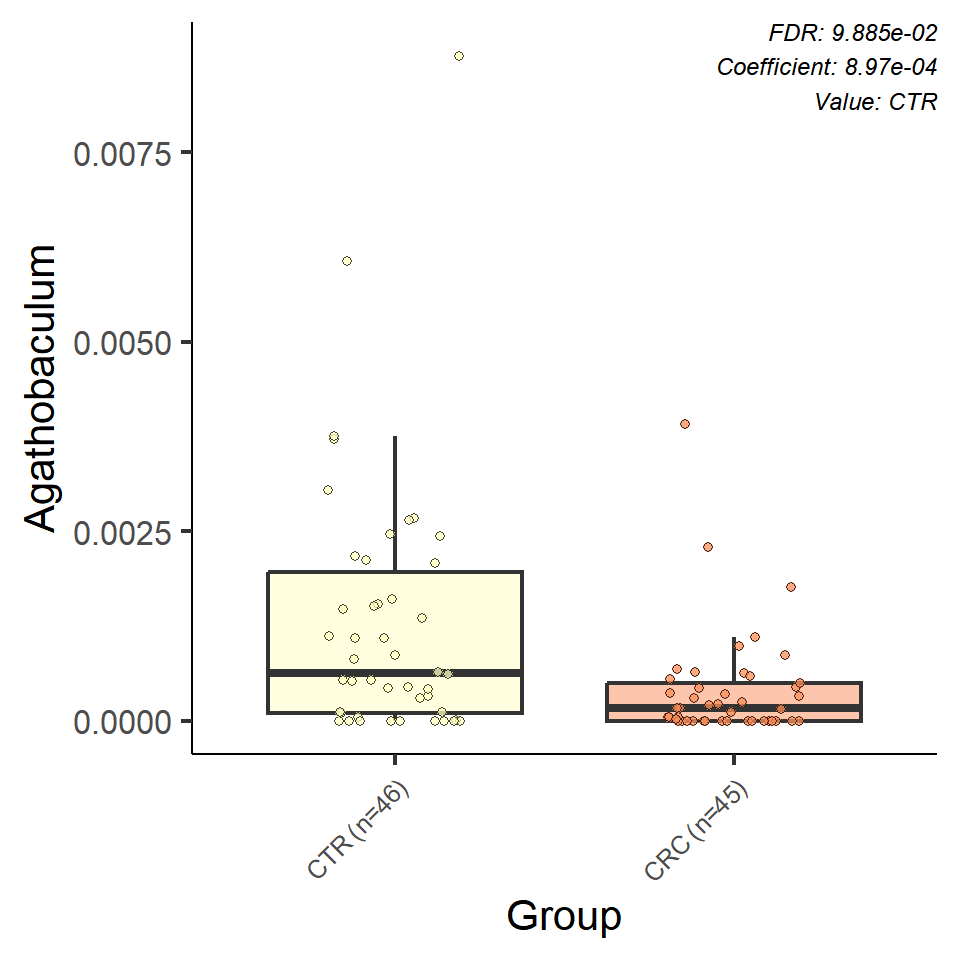 FDR: 9.885e-02
Coefficient: 8.97e-04
Value: CTR
Agathobaculum
0.0075
0.0050
0.0025
0.0000
CTR (n=46)
CRC (n=45)
Group